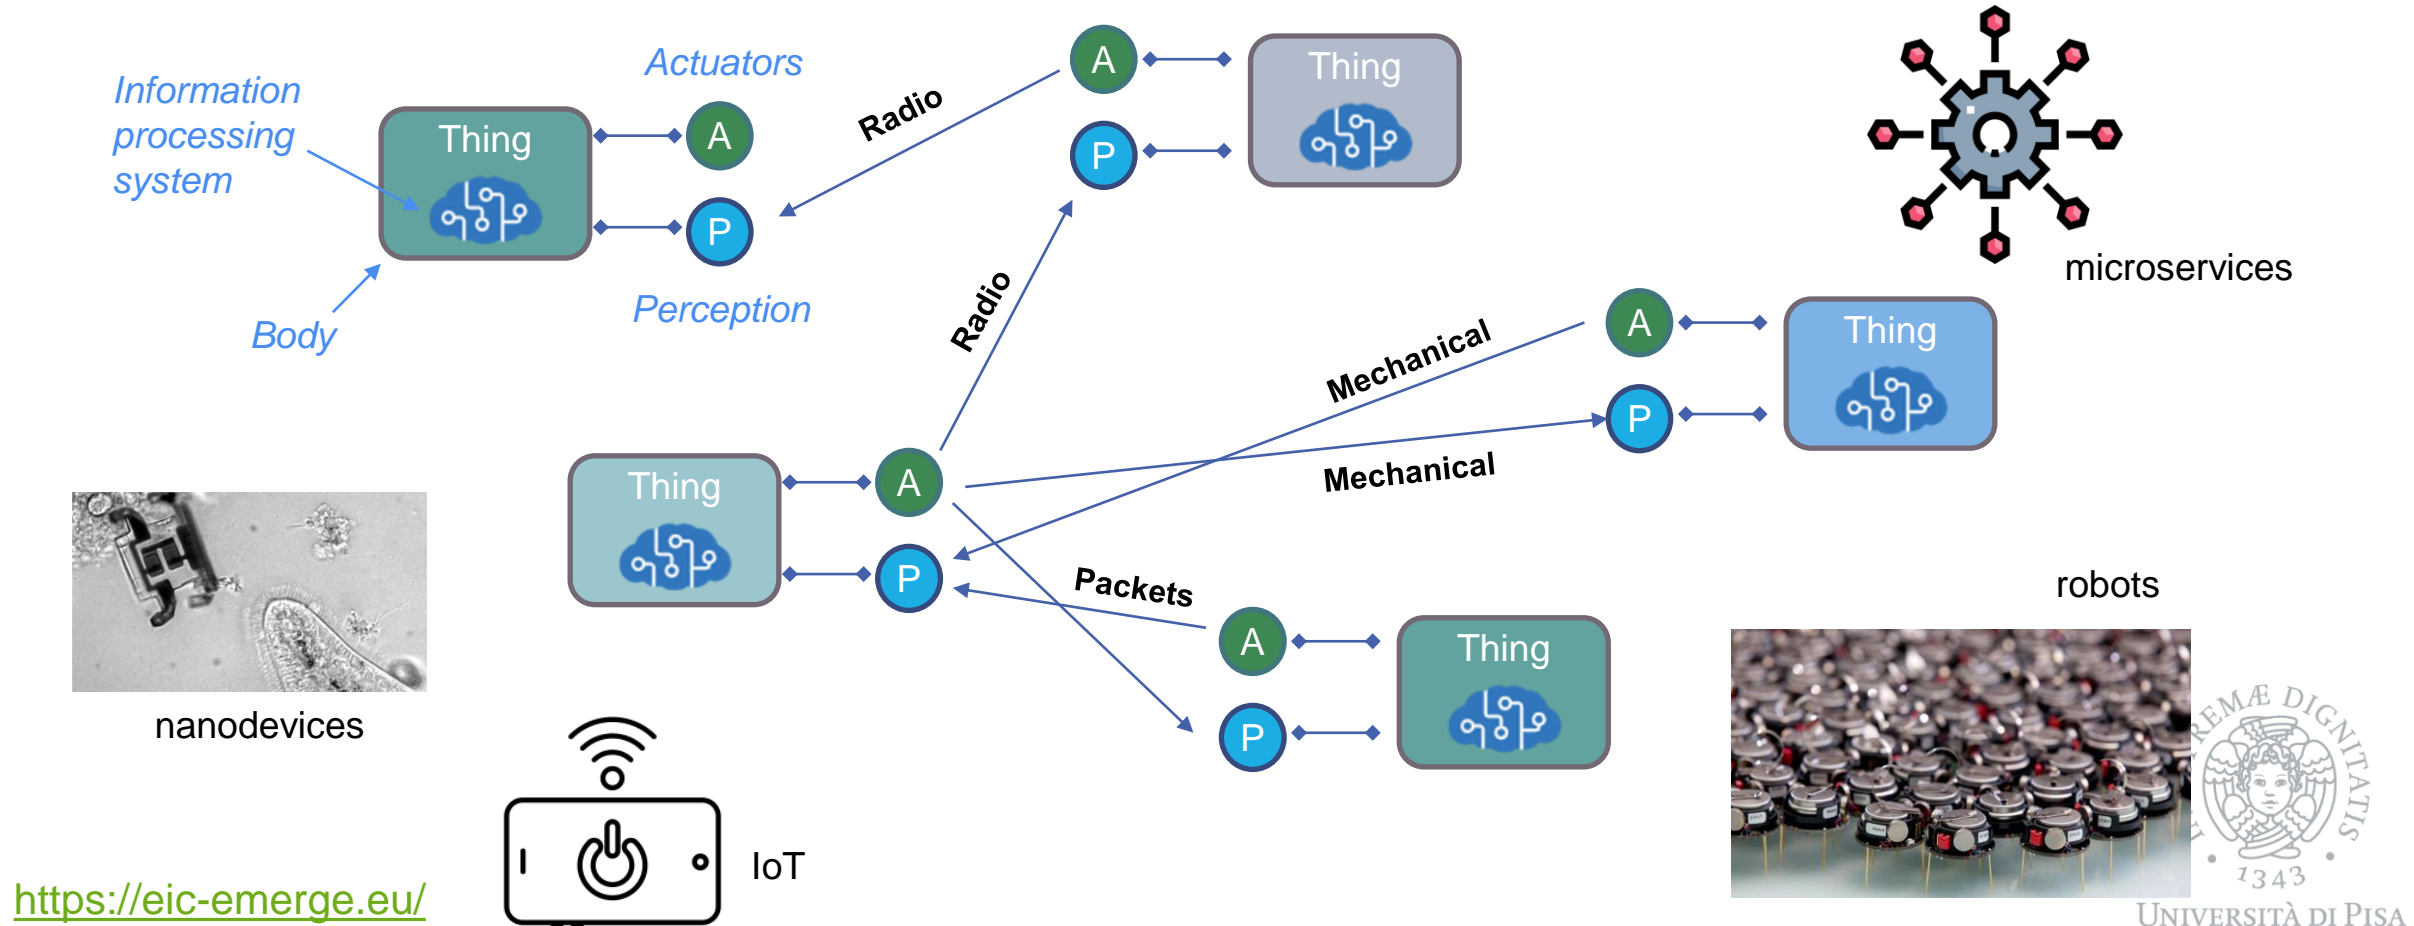 Information
processing
system
Body
Actuators
Perception
Thing
A
P
Radio
A
P
Thing
microservices
Radio
Mechanical
Mechanical
A
P
Thing
Thing
A
P
Packets
A
P
Thing
nanodevices
IoT
robots
https://eic-emerge.eu/
1343
UNIVERSITÀ DI PISA